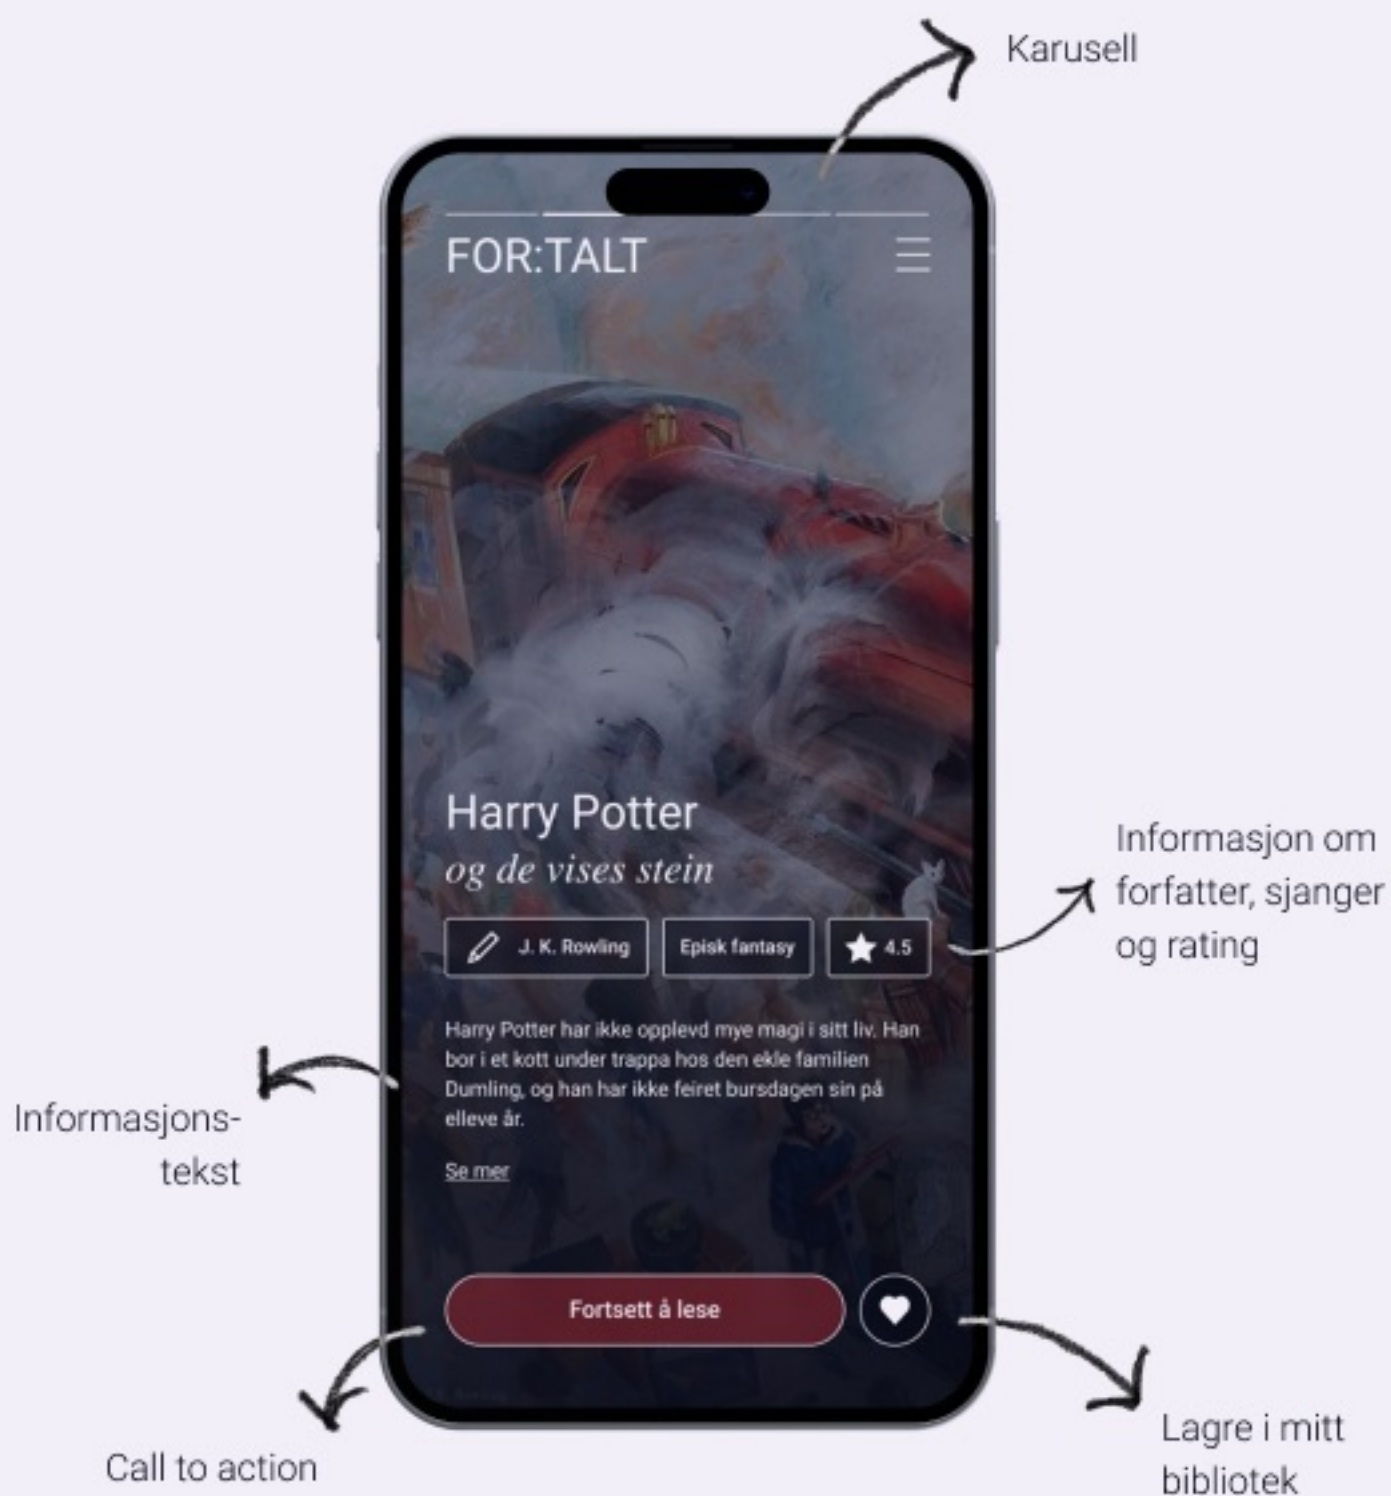 Karusell
FOR:TALT
Harry Potter
og de vises stein
J. K. Rowling
Episk fantasy
4.5
Informasjon om
forfatter, sjanger
og rating
Harry Potter har ikke opplevd mye magi i sitt liv. Han
bor i et kott under trappa hos den ekle familien
Dumling, og han har ikke feiret bursdagen sin på
elleve år.
Informasjons-
tekst
Se mer
Fortsett å lese
Call to action
Lagre i mitt
bibliotek